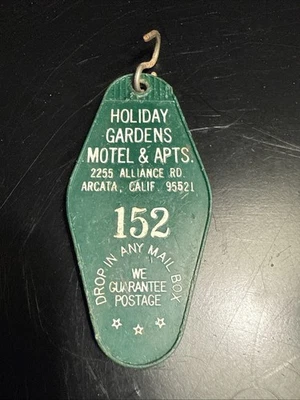 HOLIDAY
GARDENS
MOTEL & APTS.
2255 ALLIANCE RD.
ARCATA, CALIF. 95521
152
DROP IN ANY MAIL BOX
WE
GUARANTEE
POSTAGE